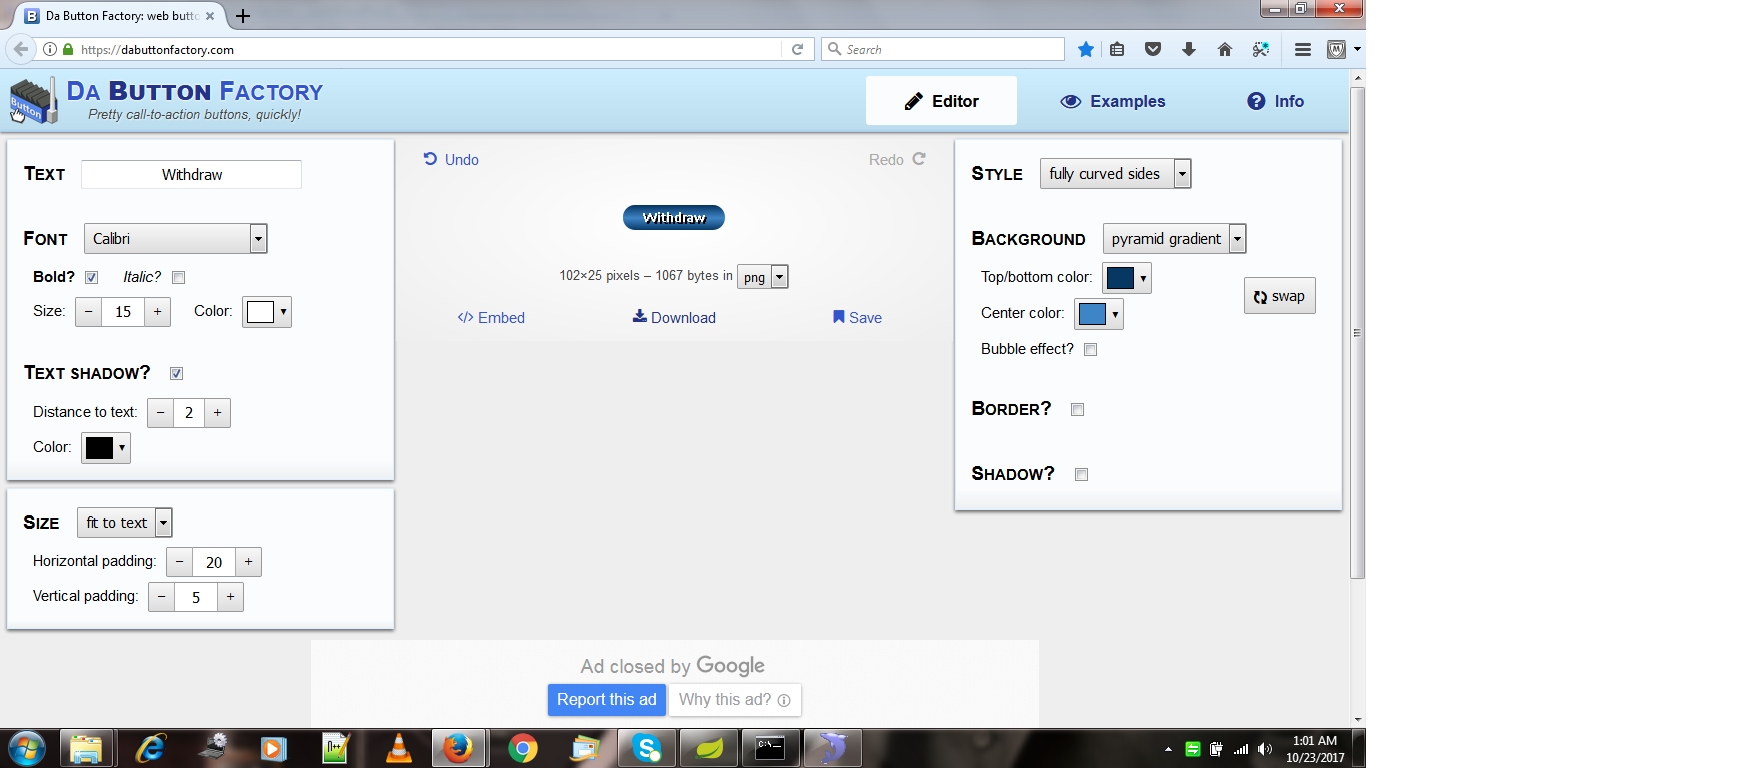 Da Button Factory: web butto
https://dabuttonfactory.com
Search
Button
DA BUTTON FACTORY
Pretty call-to-action buttons, quickly!
Editor
Examples
Info
TEXT
Withdraw
FONT
Calibri
Bold?
Italic?
Size:
15
Color:
TEXT SHADOW?
Distance to text:
2
Color:
SIZE
fit to text
Horizontal padding:
20
Vertical padding:
5
Undo
Redo
Withdraw
102×25 pixels – 1067 bytes in png
Embed
Download
Save
STYLE
fully curved sides
BACKGROUND
pyramid gradient
Top/bottom color:
Center color:
swap
Bubble effect?
BORDER?
SHADOW?
Ad closed by Google
Report this ad
Why this ad?
1:01 AM
10/23/2017